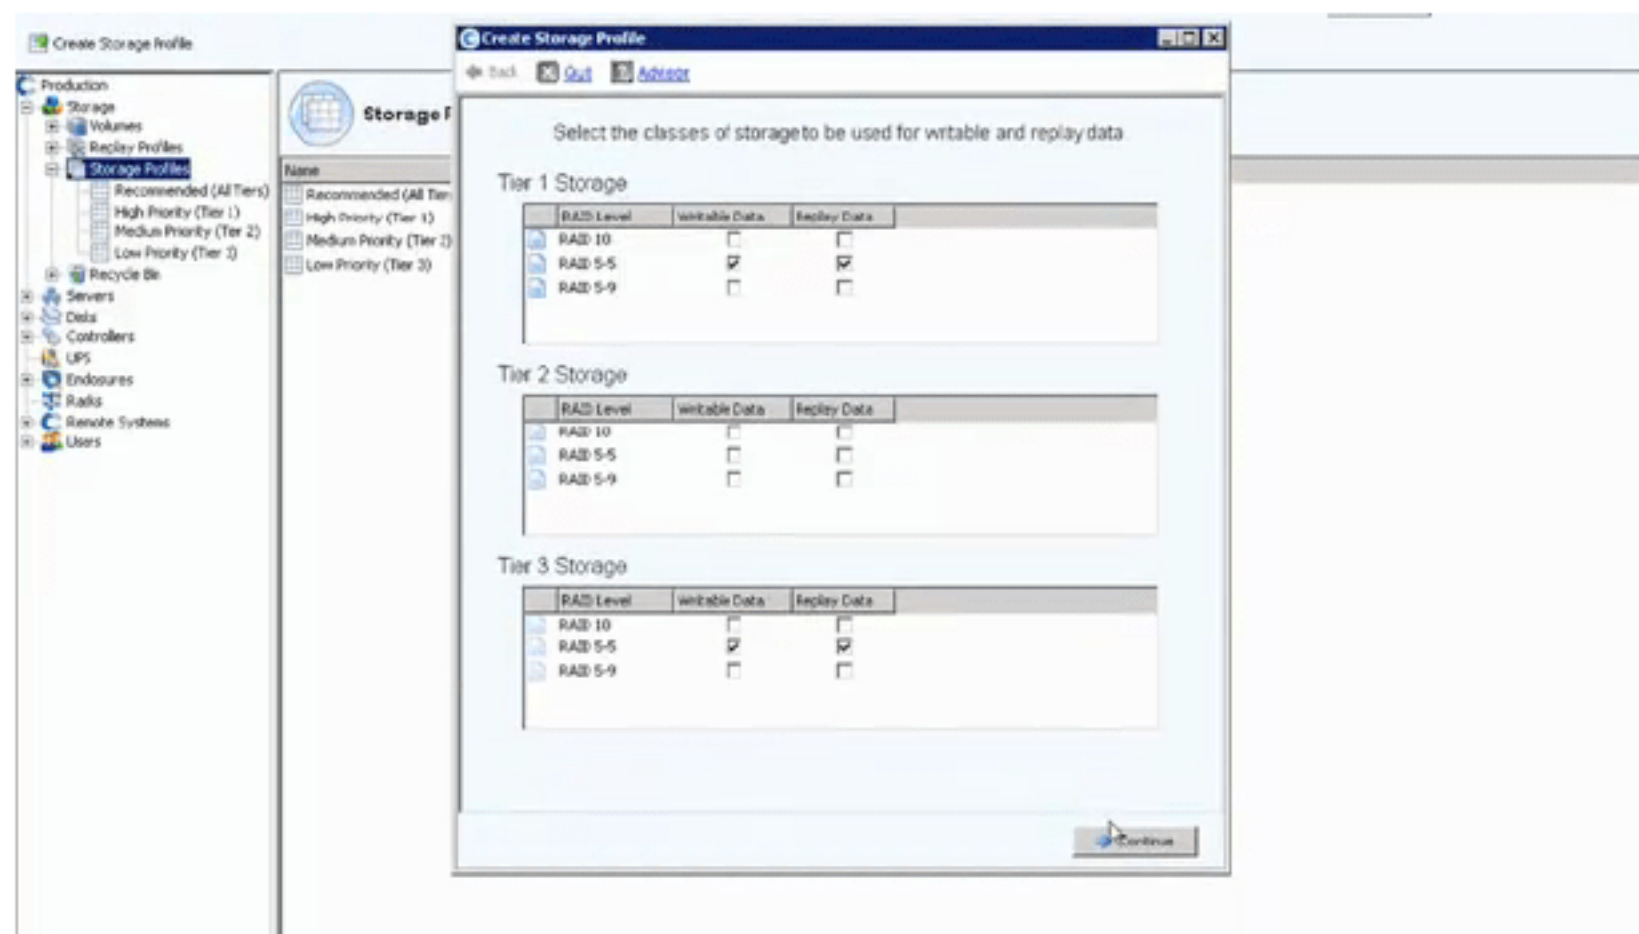 Create Storage Profile
Production
Storage
Volumes
Replay Profiles
Storage Profiles
Recommended (All Tiers)
High Priority (Tier 1)
Medium Priority (Tier 2)
Low Priority (Tier 3)
Recycle Bin
Servers
Disks
Controllers
UPS
Enclosures
Racks
Remote Systems
Users
Storage P
Name
Recommended (All Tier
High Priority (Tier 1)
Medium Priority (Tier 2)
Low Priority (Tier 3)
Create Storage Profile
Back Quit Advisor
Select the classes of storage to be used for writable and replay data
Tier 1 Storage
RAID Level Writable Data Replay Data
RAID 10
RAID 5-5
RAID 5-9
Tier 2 Storage
RAID Level Writable Data Replay Data
RAID 10
RAID 5-5
RAID 5-9
Tier 3 Storage
RAID Level Writable Data Replay Data
RAID 10
RAID 5-5
RAID 5-9
Continue